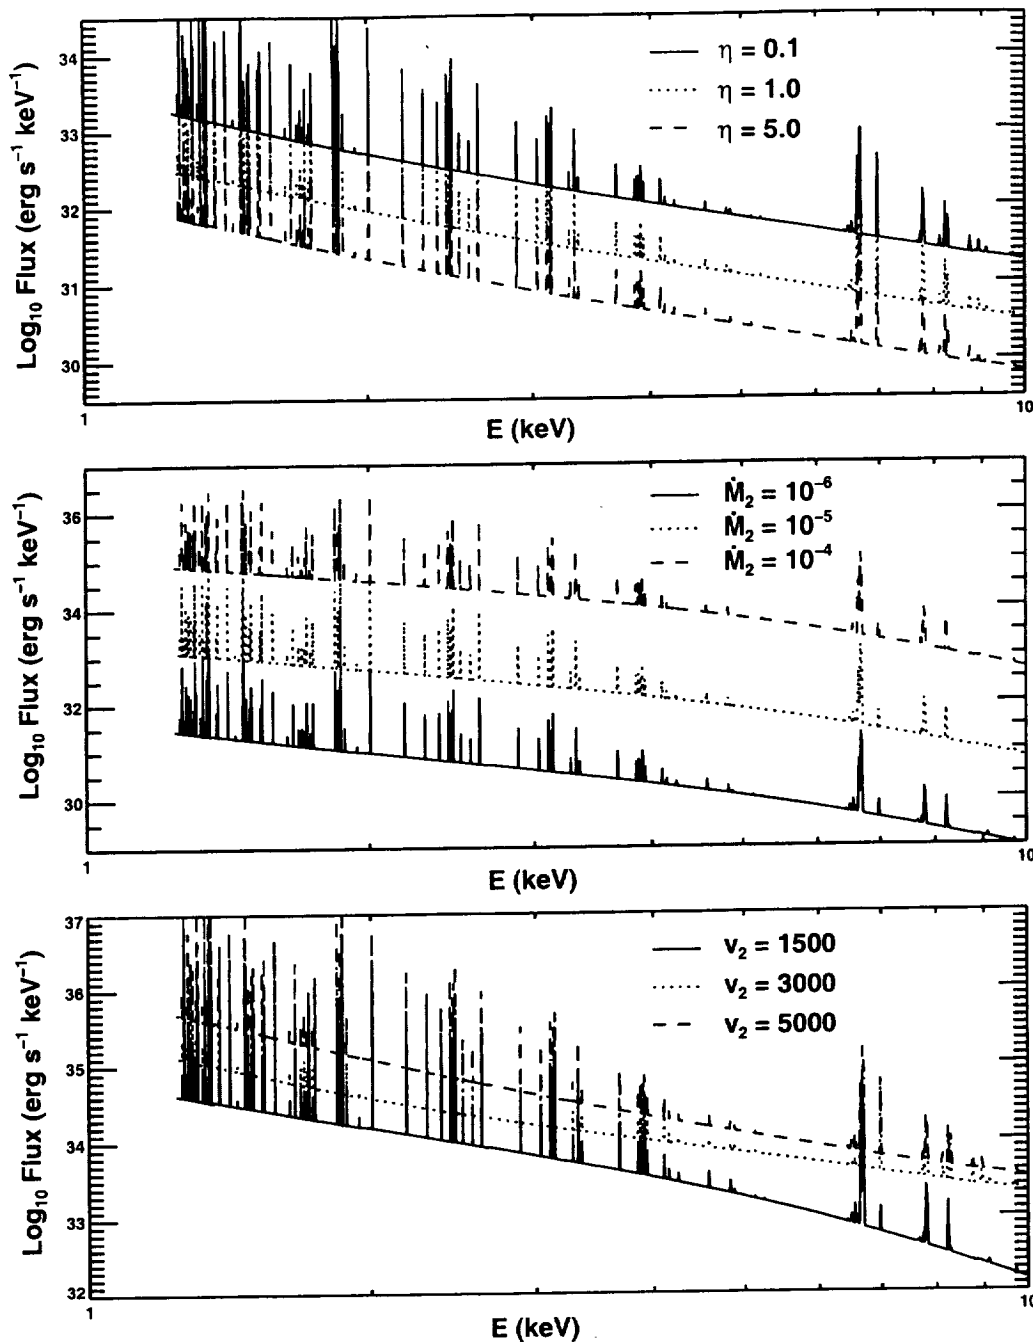 Log₁₀ Flux (erg s⁻¹ keV⁻¹)
34
33
32
31
30
η = 0.1
η = 1.0
η = 5.0
1
10
E (keV)
Log₁₀ Flux (erg s⁻¹ keV⁻¹)
36
34
32
30
Ṁ₂ = 10⁻⁶
Ṁ₂ = 10⁻⁵
Ṁ₂ = 10⁻⁴
1
10
E (keV)
Log₁₀ Flux (erg s⁻¹ keV⁻¹)
37
36
35
34
33
32
v₂ = 1500
v₂ = 3000
v₂ = 5000
1
10
E (keV)